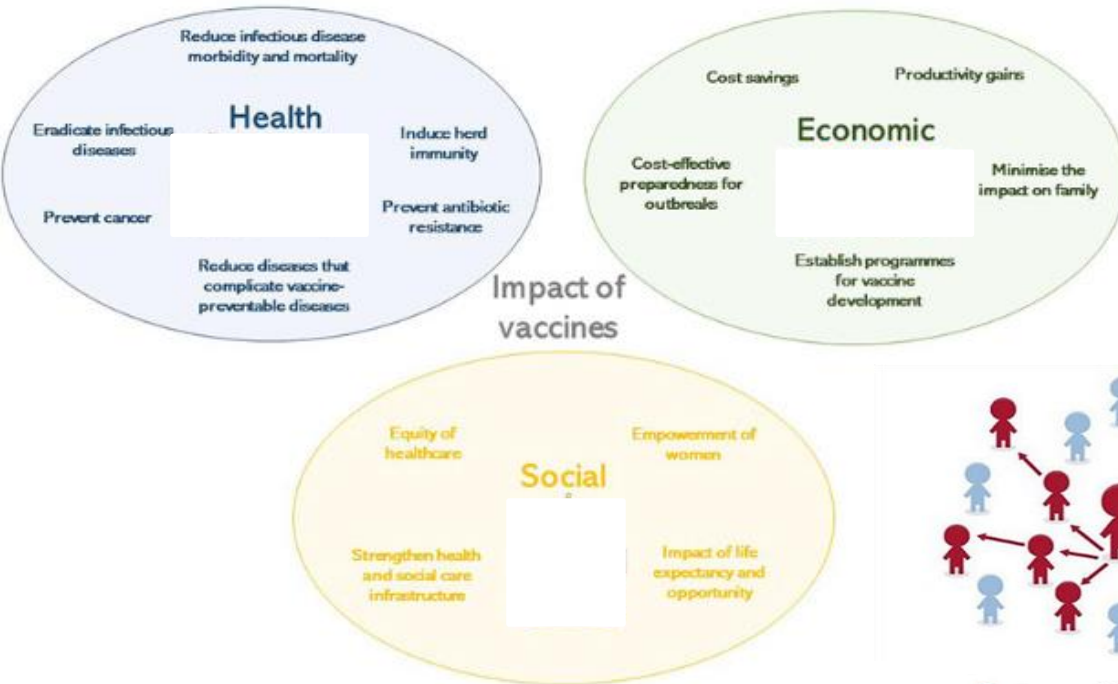 Reduce infectious disease
morbidity and mortality
Health
Eradicate infectious
diseases
Induce herd
immunity
Prevent cancer
Prevent antibiotic
resistance
Reduce diseases that
complicate vaccine-
preventable diseases
Cost savings
Productivity gains
Economic
Cost-effective
preparedness for
outbreaks
Minimise the
impact on family
Establish programmes
for vaccine
development
Impact of
vaccines
Equity of
healthcare
Empowerment of
women
Social
Strengthen health
and social care
infrastructure
Impact of life
expectancy and
opportunity